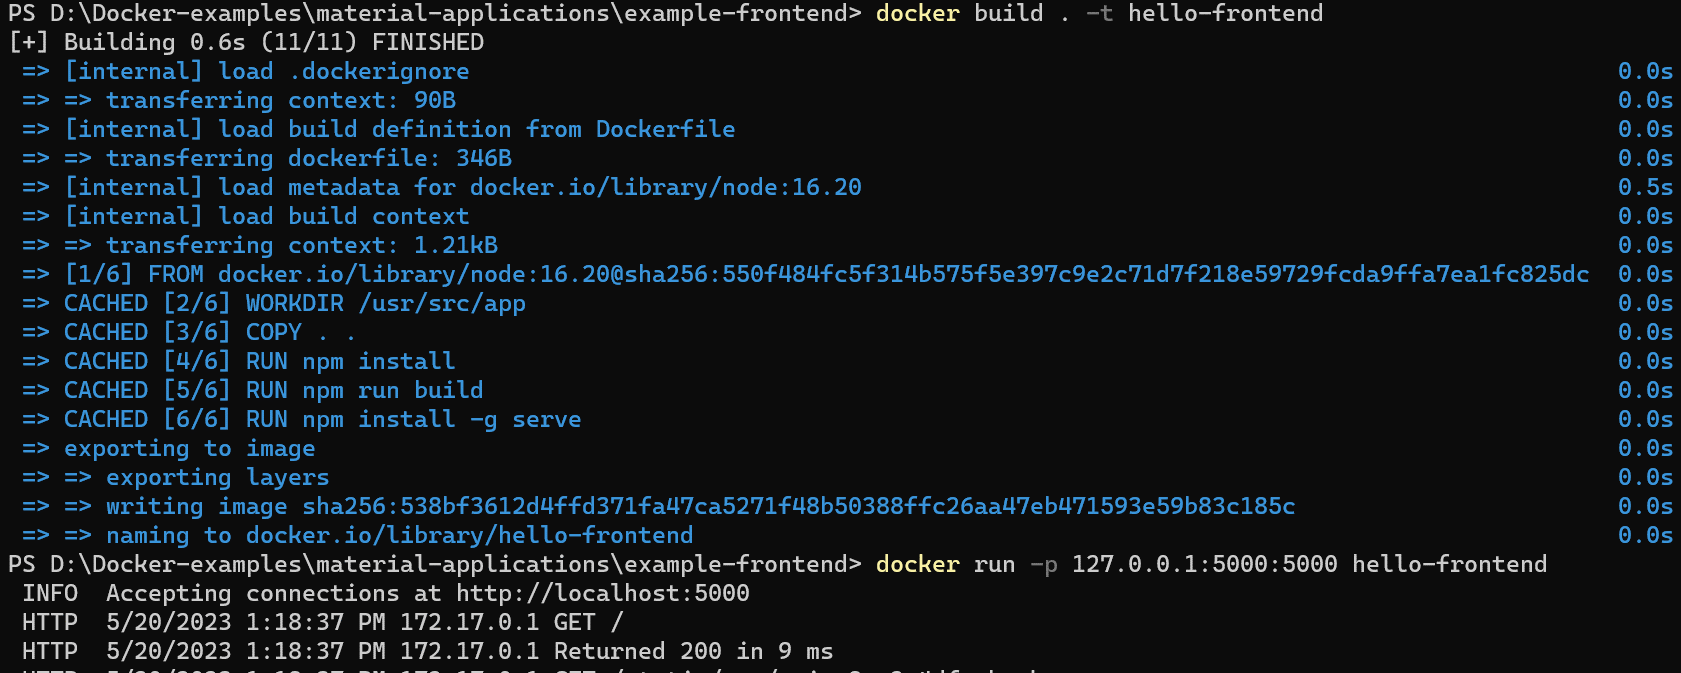 PS D:\Docker-examples\material-applications\example-frontend> docker build . -t hello-frontend
[+] Building 0.6s (11/11) FINISHED
=> [internal] load .dockerignore 0.0s
=> => transferring context: 90B 0.0s
=> [internal] load build definition from Dockerfile 0.0s
=> => transferring dockerfile: 346B 0.0s
=> [internal] load metadata for docker.io/library/node:16.20 0.5s
=> [internal] load build context 0.0s
=> => transferring context: 1.21kB 0.0s
=> [1/6] FROM docker.io/library/node:16.20@sha256:550f484fc5f314b575f5e397c9e2c71d7f218e59729fcda9ffa7ea1fc825dc 0.0s
=> CACHED [2/6] WORKDIR /usr/src/app 0.0s
=> CACHED [3/6] COPY . . 0.0s
=> CACHED [4/6] RUN npm install 0.0s
=> CACHED [5/6] RUN npm run build 0.0s
=> CACHED [6/6] RUN npm install -g serve 0.0s
=> exporting to image 0.0s
=> => exporting layers 0.0s
=> => writing image sha256:538bf3612d4ffd371fa47ca5271f48b50388ffc26aa47eb471593e59b83c185c 0.0s
=> => naming to docker.io/library/hello-frontend 0.0s
PS D:\Docker-examples\material-applications\example-frontend> docker run -p 127.0.0.1:5000:5000 hello-frontend
INFO Accepting connections at http://localhost:5000
HTTP 5/20/2023 1:18:37 PM 172.17.0.1 GET /
HTTP 5/20/2023 1:18:37 PM 172.17.0.1 Returned 200 in 9 ms